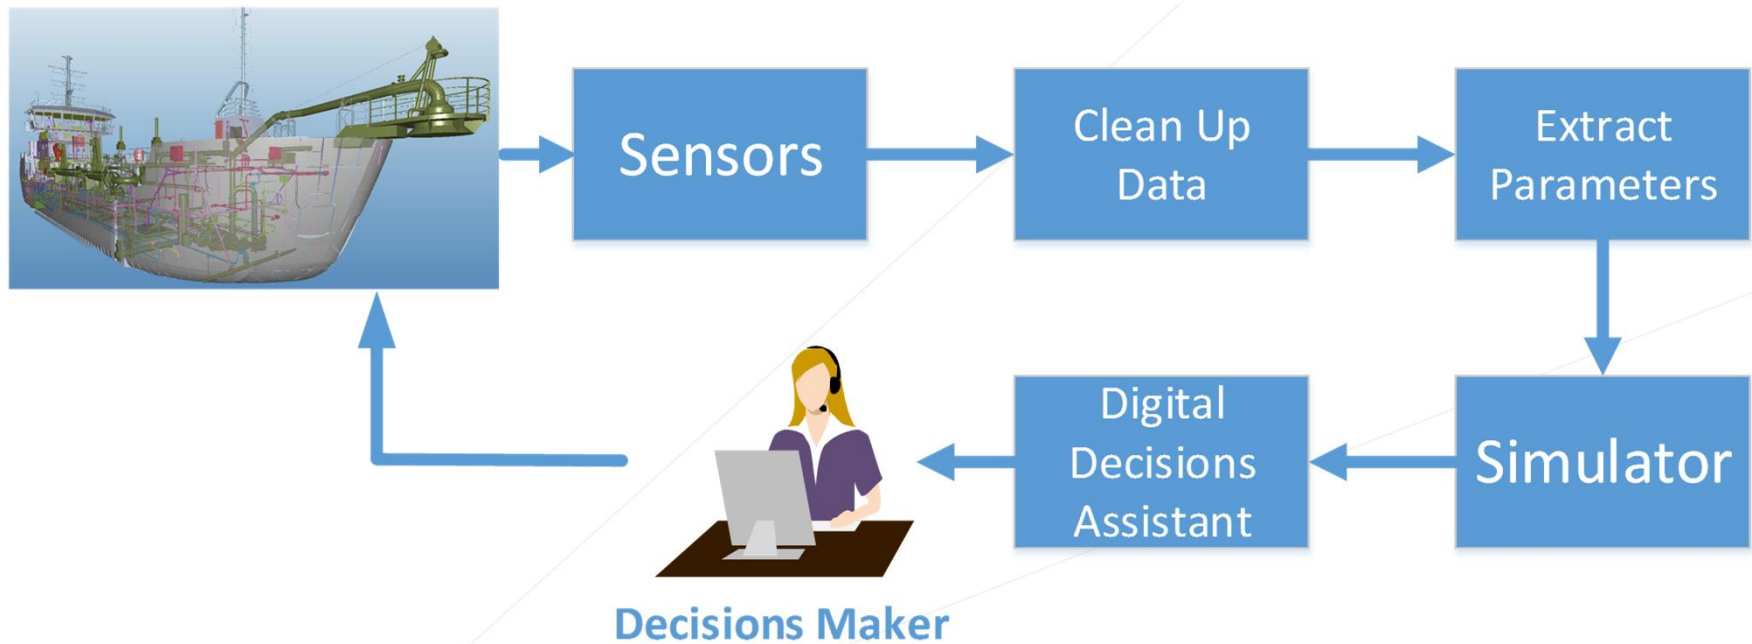 Sensors
Clean Up
Data
Extract
Parameters
Digital
Decisions
Assistant
Simulator
Decisions Maker